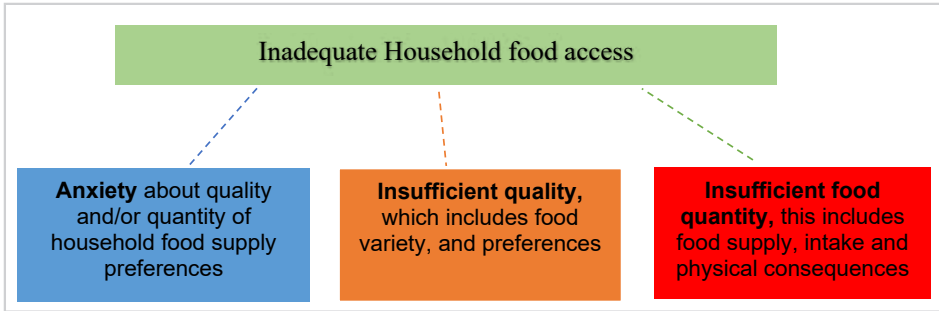 Inadequate Household food access
Anxiety about quality
and/or quantity of
household food supply
preferences
Insufficient quality,
which includes food
variety, and preferences
Insufficient food
quantity, this includes
food supply, intake and
physical consequences